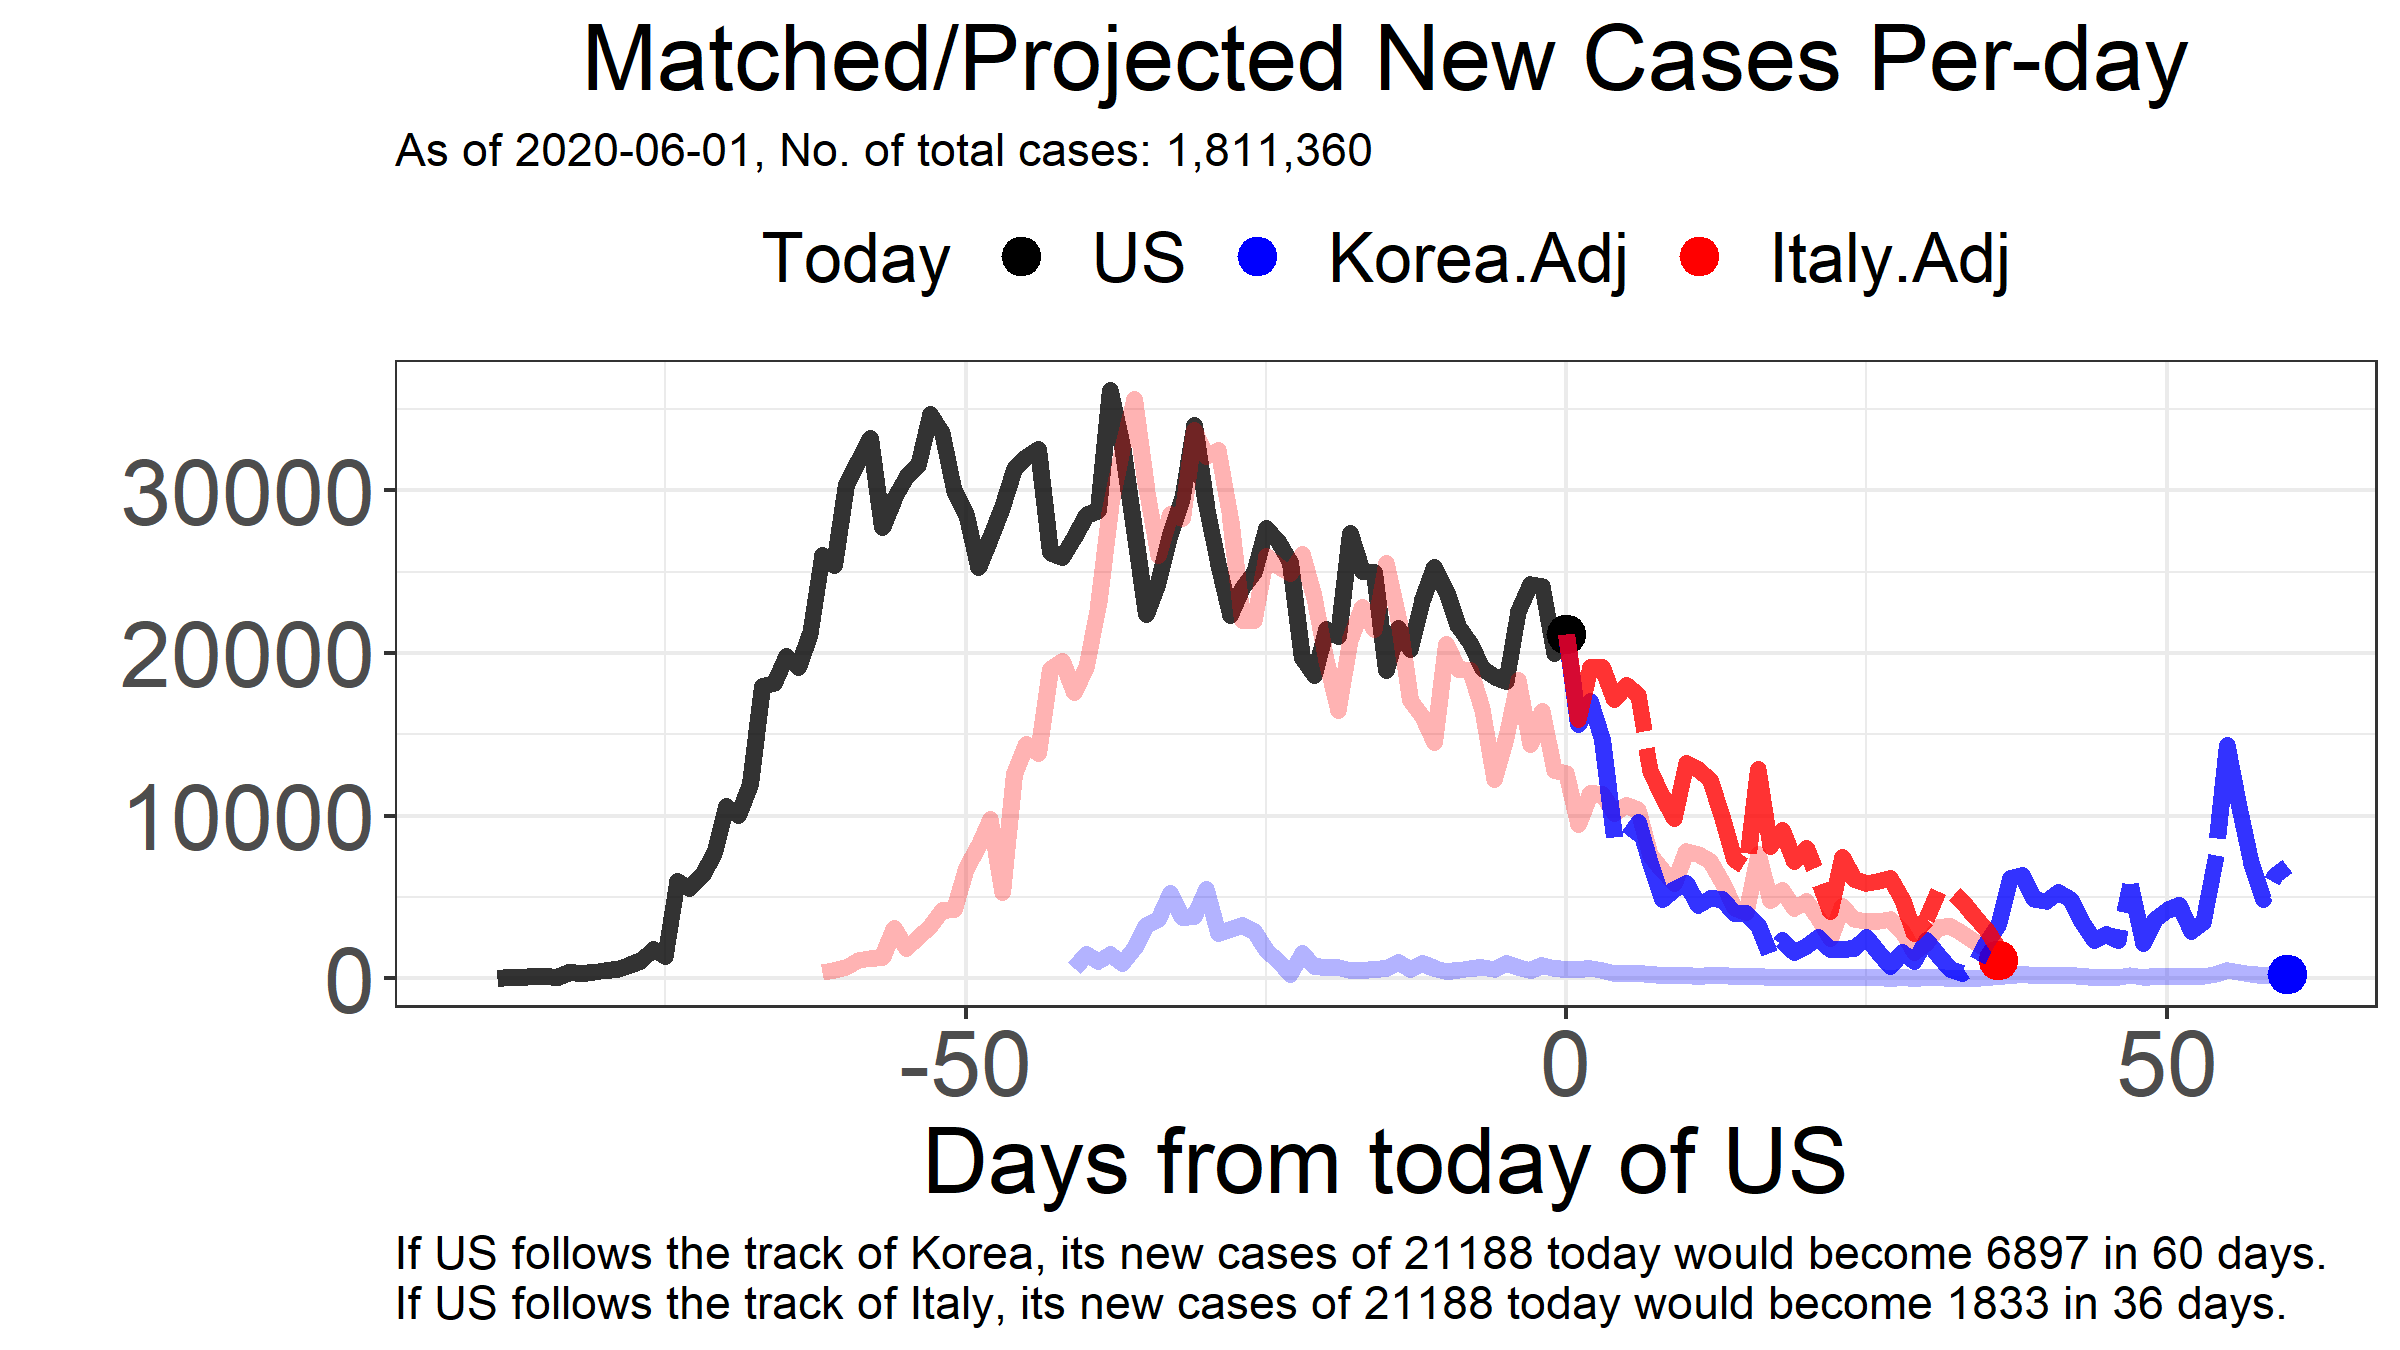 Matched/Projected New Cases Per-day
As of 2020-06-01, No. of total cases: 1,811,360
Today US Korea.Adj Italy.Adj
30000
20000
10000
0
-50 0 50
Days from today of US
If US follows the track of Korea, its new cases of 21188 today would become 6897 in 60 days.
If US follows the track of Italy, its new cases of 21188 today would become 1833 in 36 days.